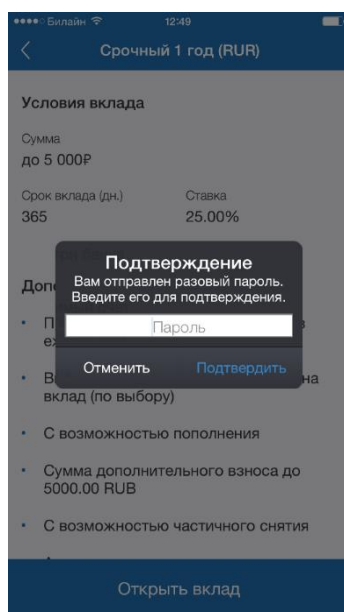 Билайн 12:49
Срочный 1 год (RUR)
Условия вклада
Сумма
до 5 000₽
Срок вклада (дн.) Ставка
365 25.00%
Подтверждение
Вам отправлен разовый пароль.
Введите его для подтверждения.
Пароль
Отменить Подтвердить
вклад (по выбору)
С возможностью пополнения
Сумма дополнительного взноса до
5000.00 RUB
С возможностью частичного снятия
Открыть вклад